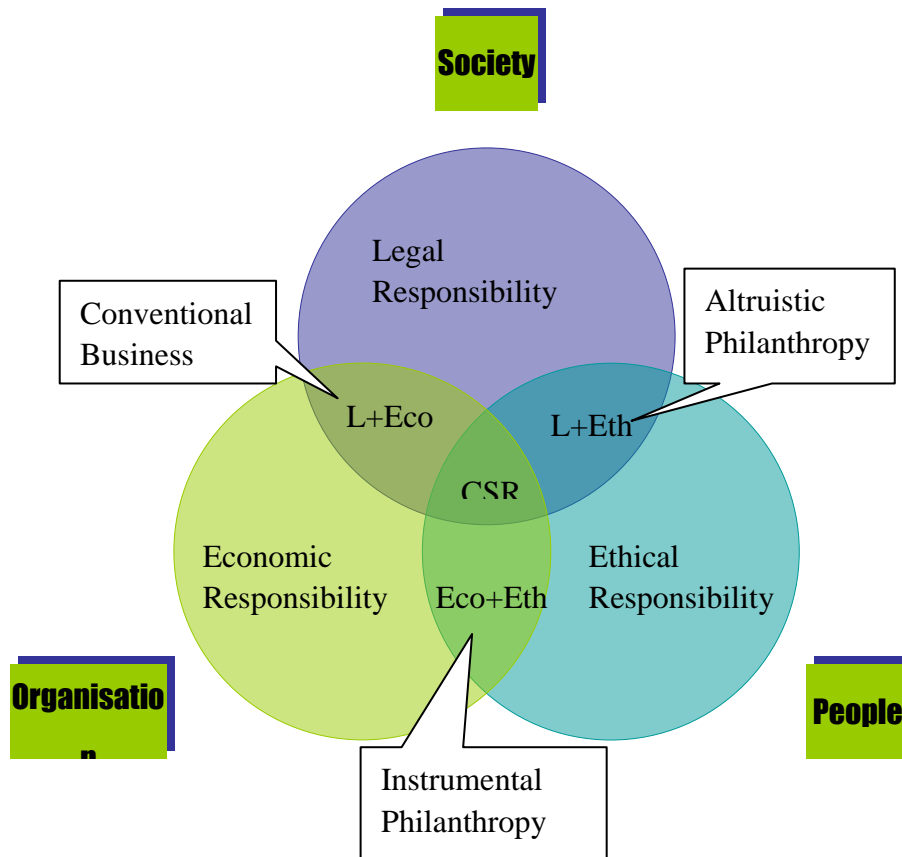 Society
Legal
Responsibility
Conventional
Business
Altruistic
Philanthropy
L+Eco
L+Eth
CSR
Economic
Responsibility
Ethical
Responsibility
Eco+Eth
Organisatio
n
People
Instrumental
Philanthropy